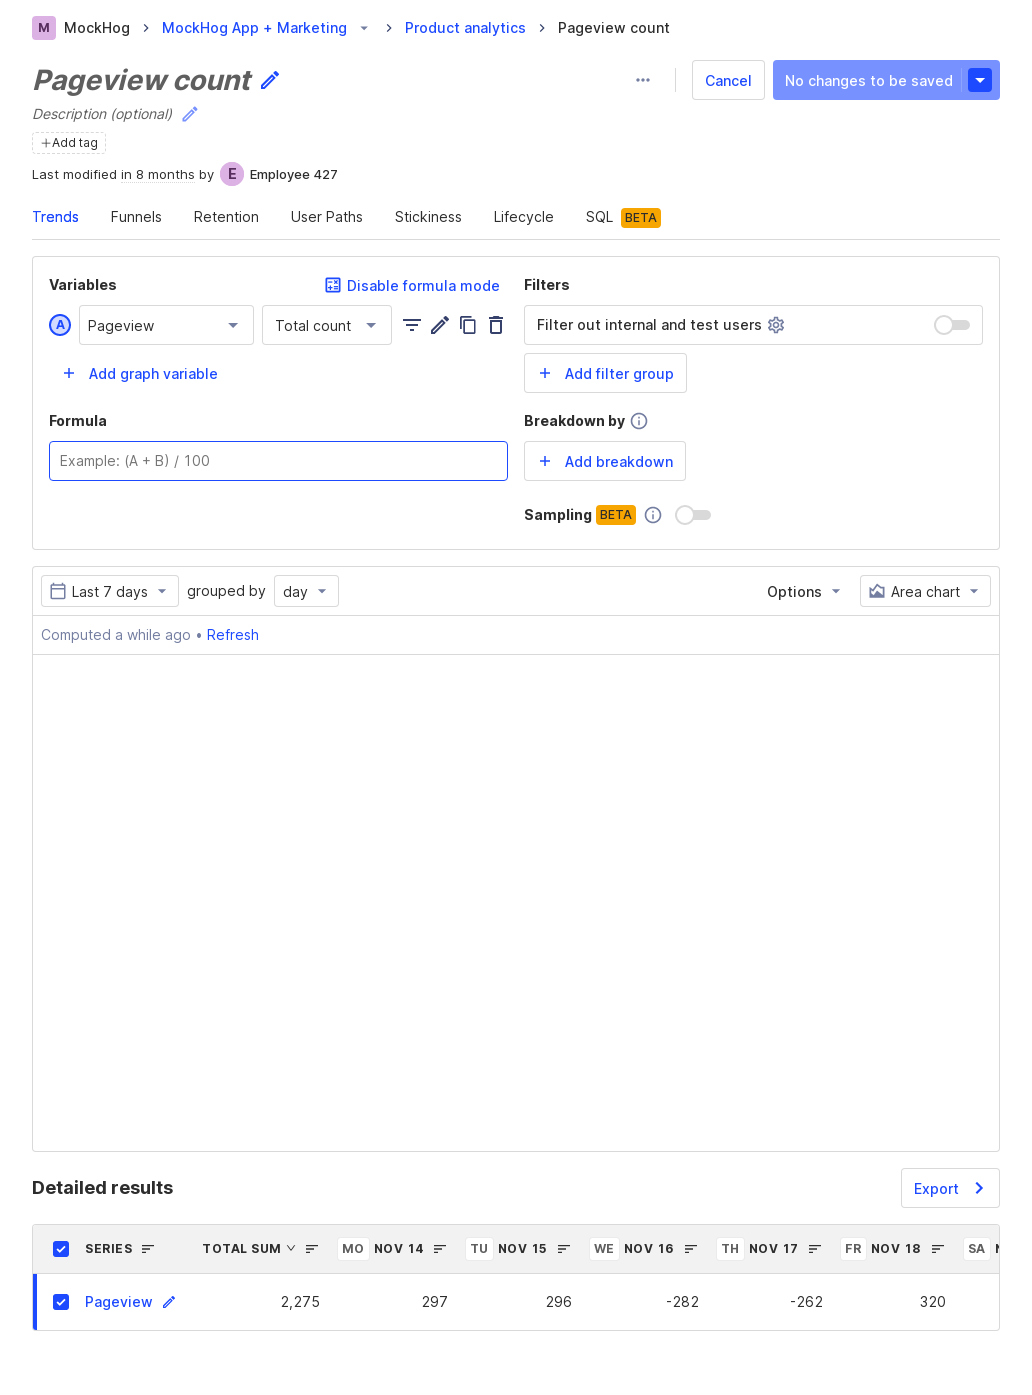 M MockHog > MockHog App + Marketing > Product analytics > Pageview count
Pageview count
Cancel
No changes to be saved
Description (optional)
+Add tag
Last modified in 8 months by E Employee 427
Trends Funnels Retention User Paths Stickiness Lifecycle SQL BETA
Variables
Disable formula mode
A Pageview Total count
+ Add graph variable
Formula
Example: (A + B) / 100
Filters
Filter out internal and test users
+ Add filter group
Breakdown by
+ Add breakdown
Sampling BETA
Last 7 days grouped by day
Options
Area chart
Computed a while ago • Refresh
Detailed results
Export
SERIES TOTAL SUM MO NOV 14 TU NOV 15 WE NOV 16 TH NOV 17 FR NOV 18 SA
Pageview 2,275 297 296 -282 -262 320